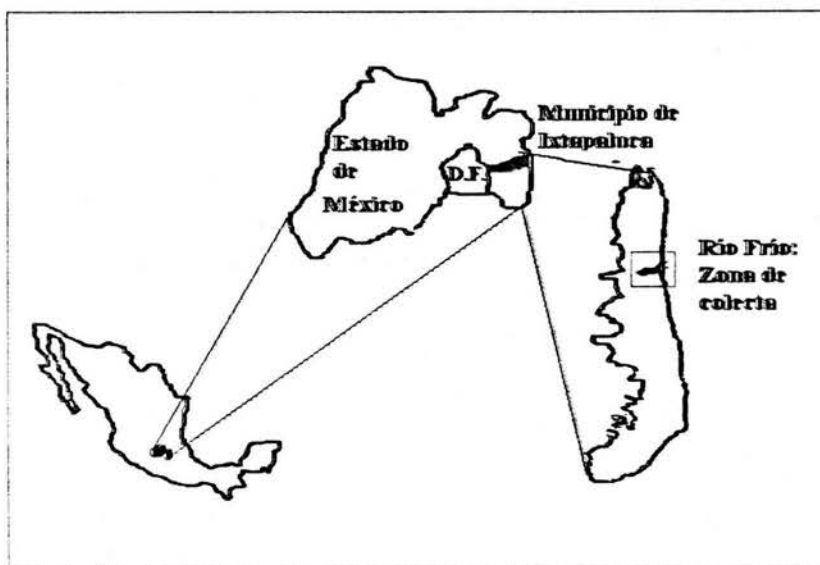 Estado
de
México
D.F.
Municipio de
Ixtapaluca
Río Frío:
Zona de
colecta